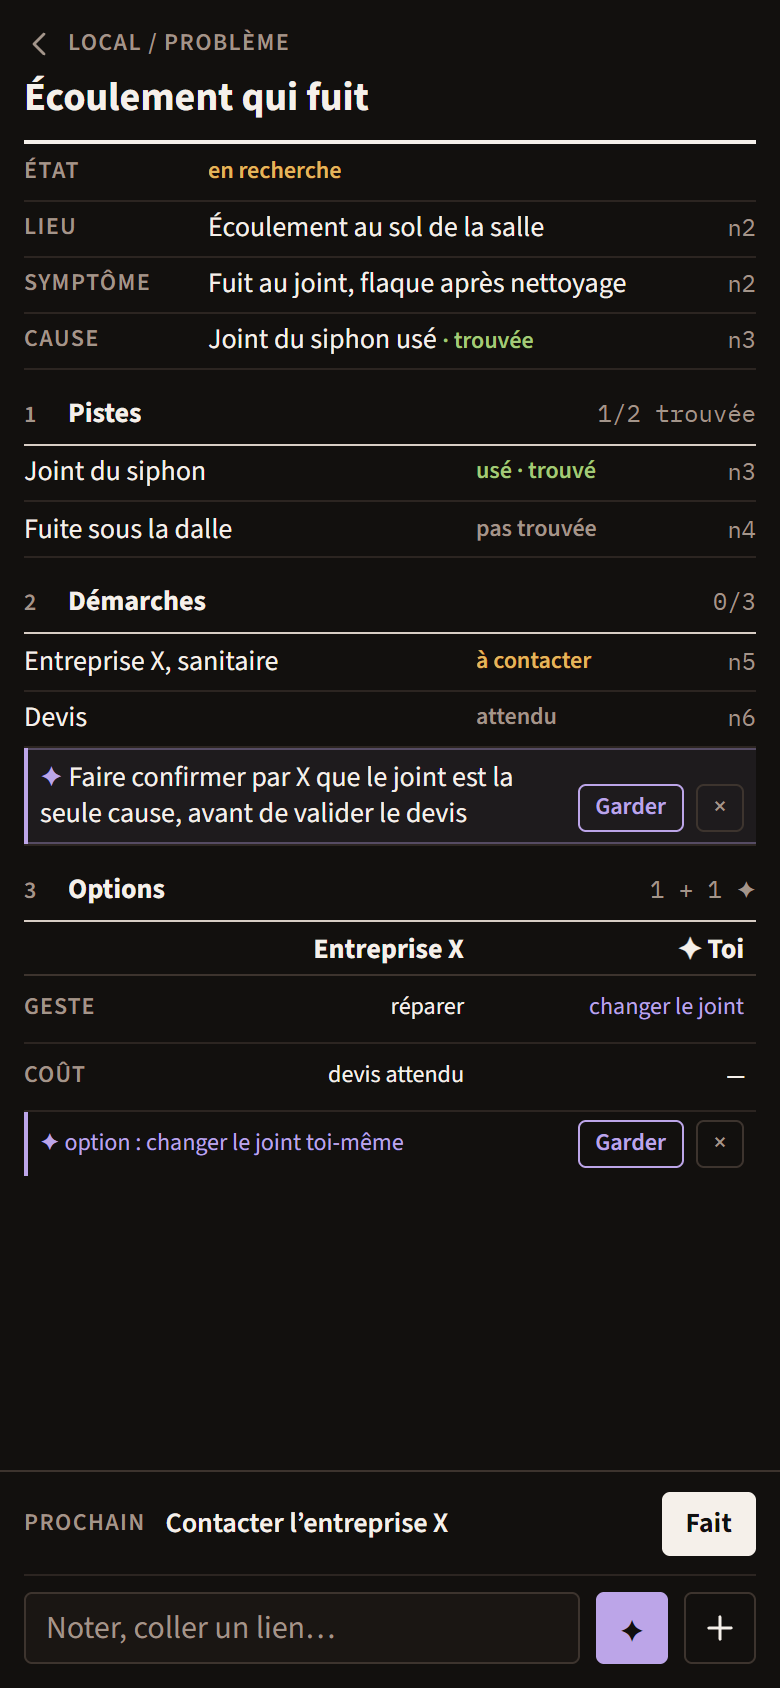 LOCAL / PROBLÈME
Écoulement qui fuit
ÉTAT en recherche
LIEU Écoulement au sol de la salle n2
SYMPTÔME Fuit au joint, flaque après nettoyage n2
CAUSE Joint du siphon usé · trouvée n3
1 Pistes 1/2 trouvée
Joint du siphon usé · trouvé n3
Fuite sous la dalle pas trouvée n4
2 Démarches 0/3
Entreprise X, sanitaire à contacter n5
Devis attendu n6
✦ Faire confirmer par X que le joint est la
seule cause, avant de valider le devis Garder ×
3 Options 1 + 1 ✦
Entreprise X ✦ Toi
GESTE réparer changer le joint
COÛT devis attendu —
✦ option : changer le joint toi-même Garder ×
PROCHAIN Contacter l’entreprise X Fait
Noter, coller un lien… ✦ +